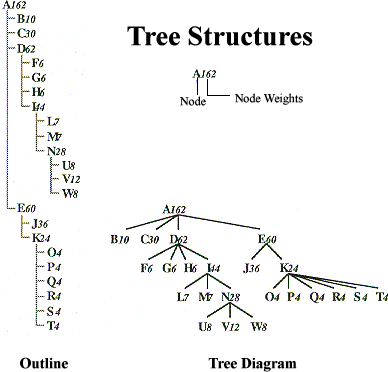 A162
B10
C30
D62
F6
G6
H6
I44
L7
M7
N28
U8
V12
W8
E60
J36
K24
O4
P4
Q4
R4
S4
T4
Outline
Tree Structures
A162
Node
Node Weights
A162
B10 C30 D62 E60
F6 G6 H6 I44 J36 K24
L7 M7 N28 O4 P4 Q4 R4 S4 T4
U8 V12 W8
Tree Diagram